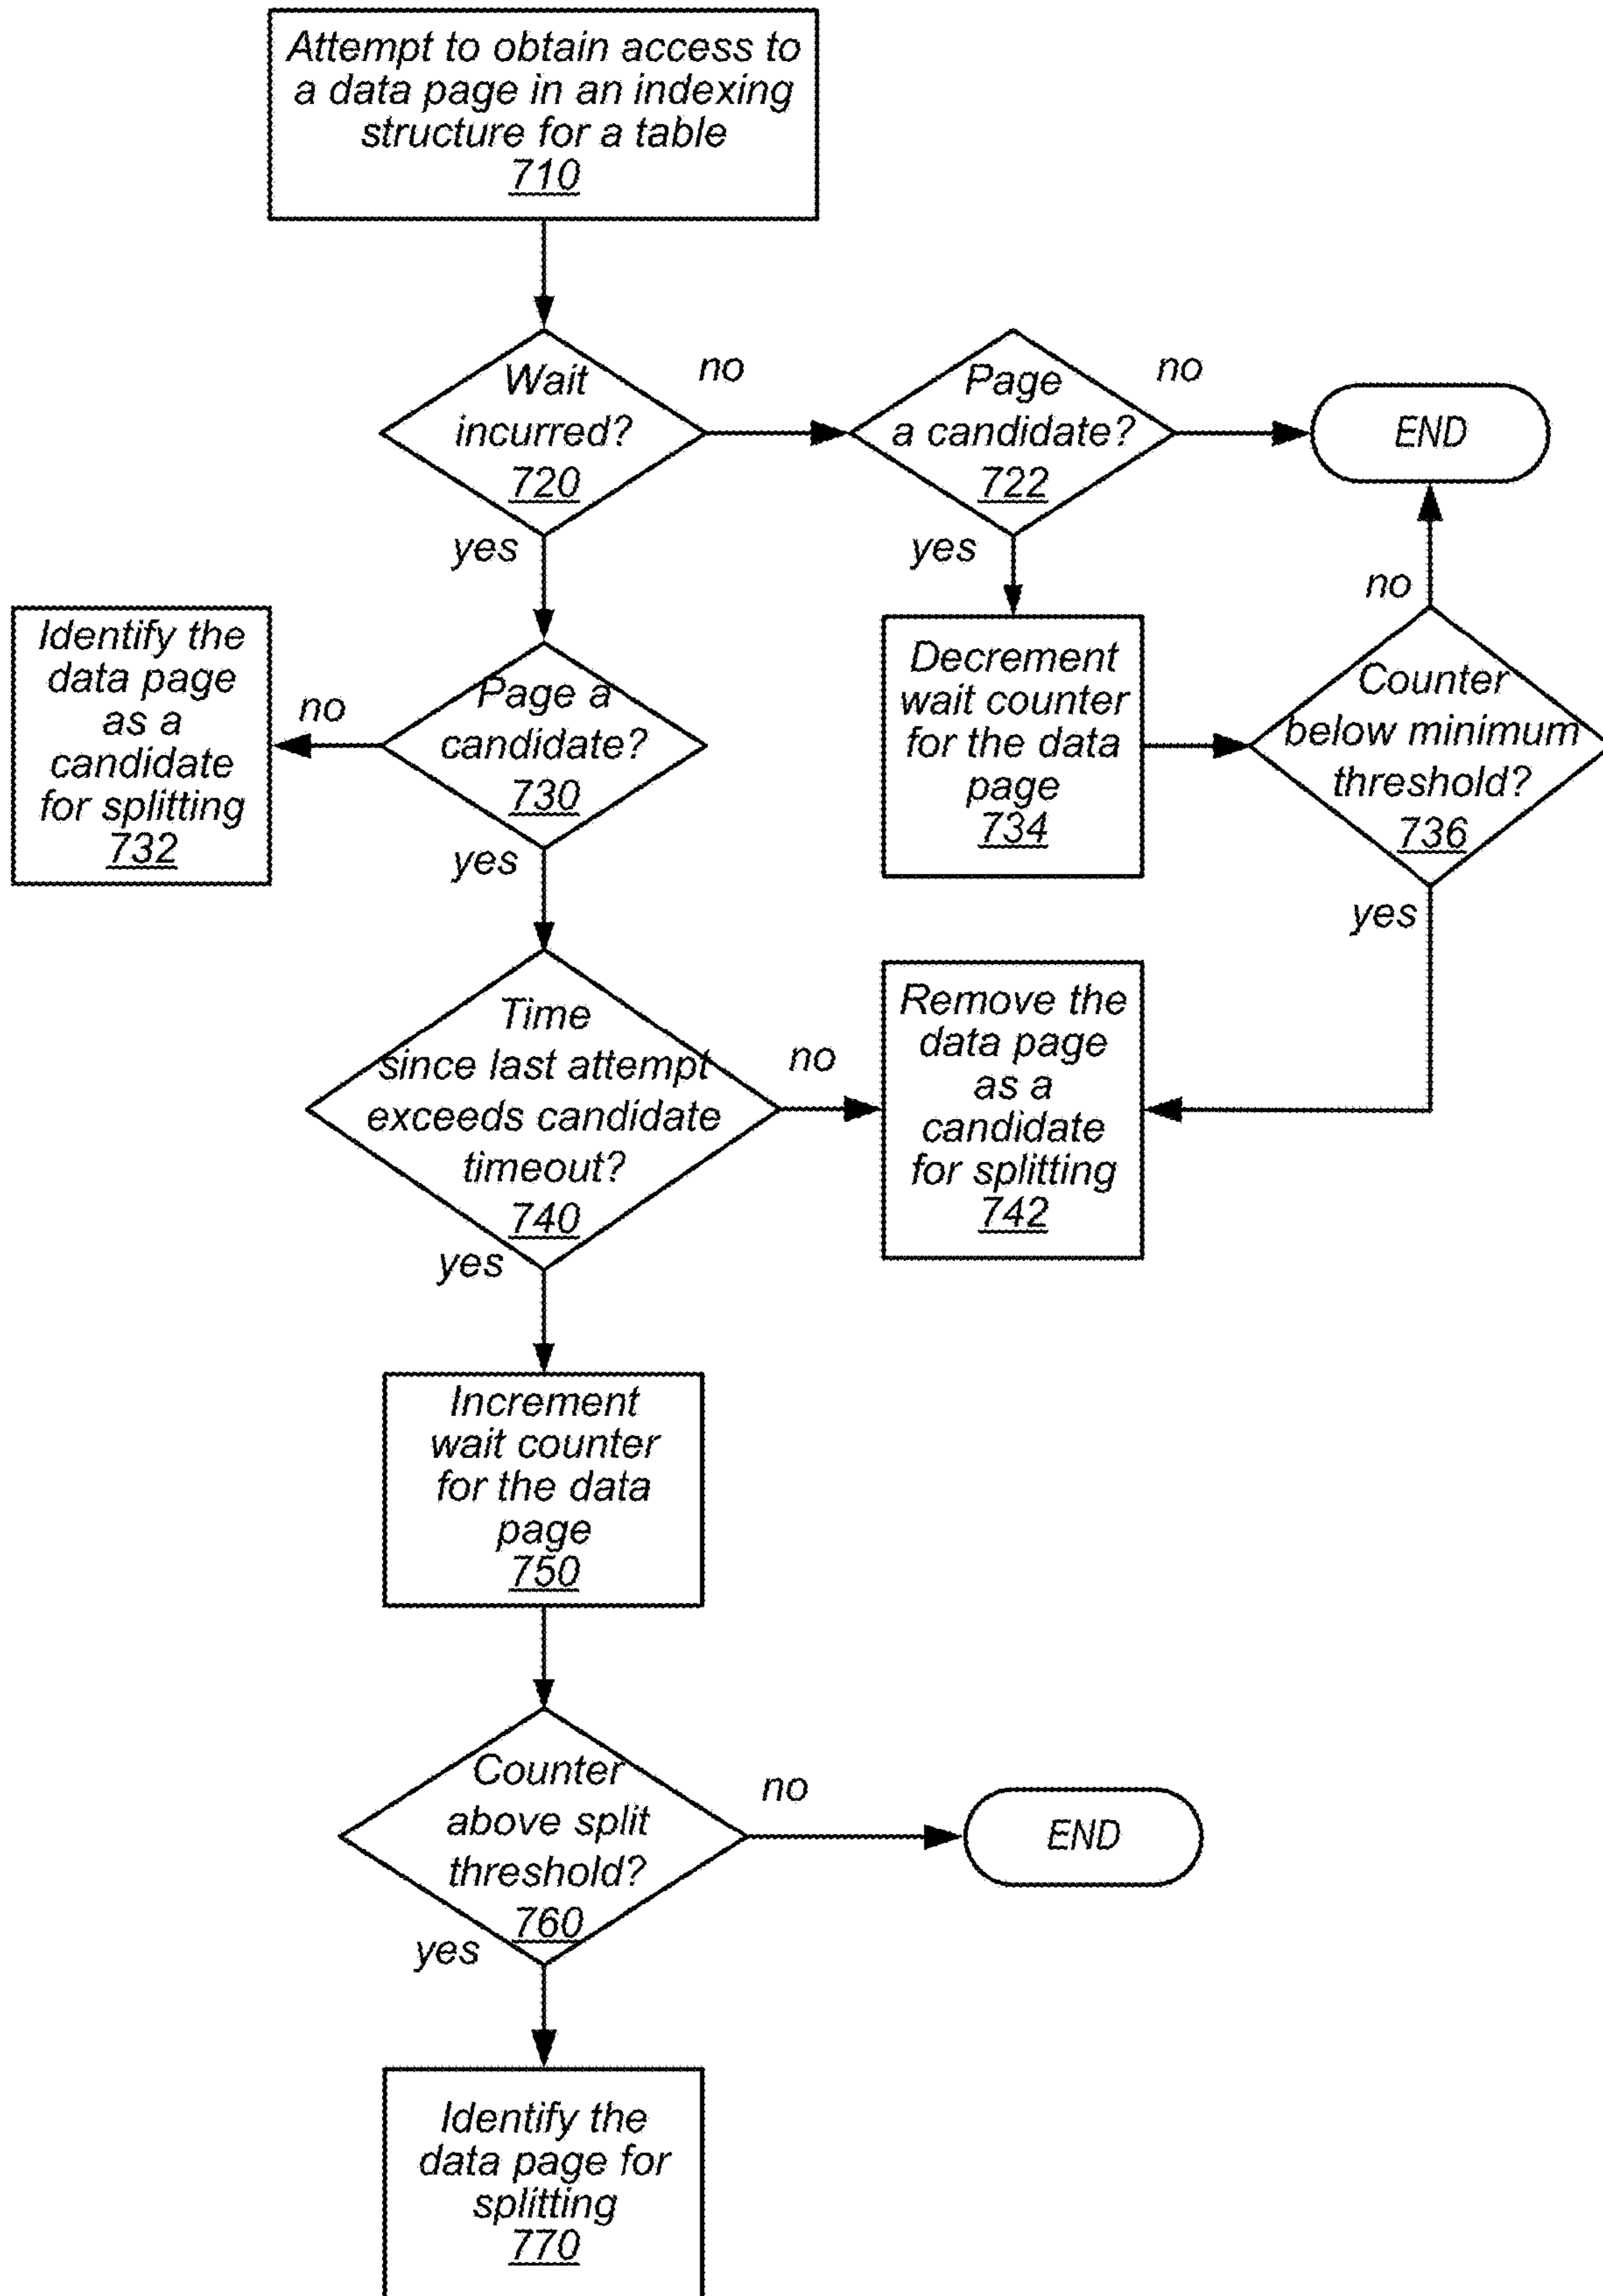 Attempt to obtain access to
a data page in an indexing
structure for a table
710
Wait
incurred?
720
no
yes
Page
a candidate?
722
no
yes
END
Identify the
data page
as a
candidate
for splitting
732
no
Page a
candidate?
730
yes
Decrement
wait counter
for the data
page
734
no
Counter
below minimum
threshold?
736
yes
Time
since last attempt
exceeds candidate
timeout?
740
no
yes
Remove the
data page
as a
candidate
for splitting
742
Increment
wait counter
for the data
page
750
Counter
above split
threshold?
760
no
yes
END
Identify the
data page for
splitting
770